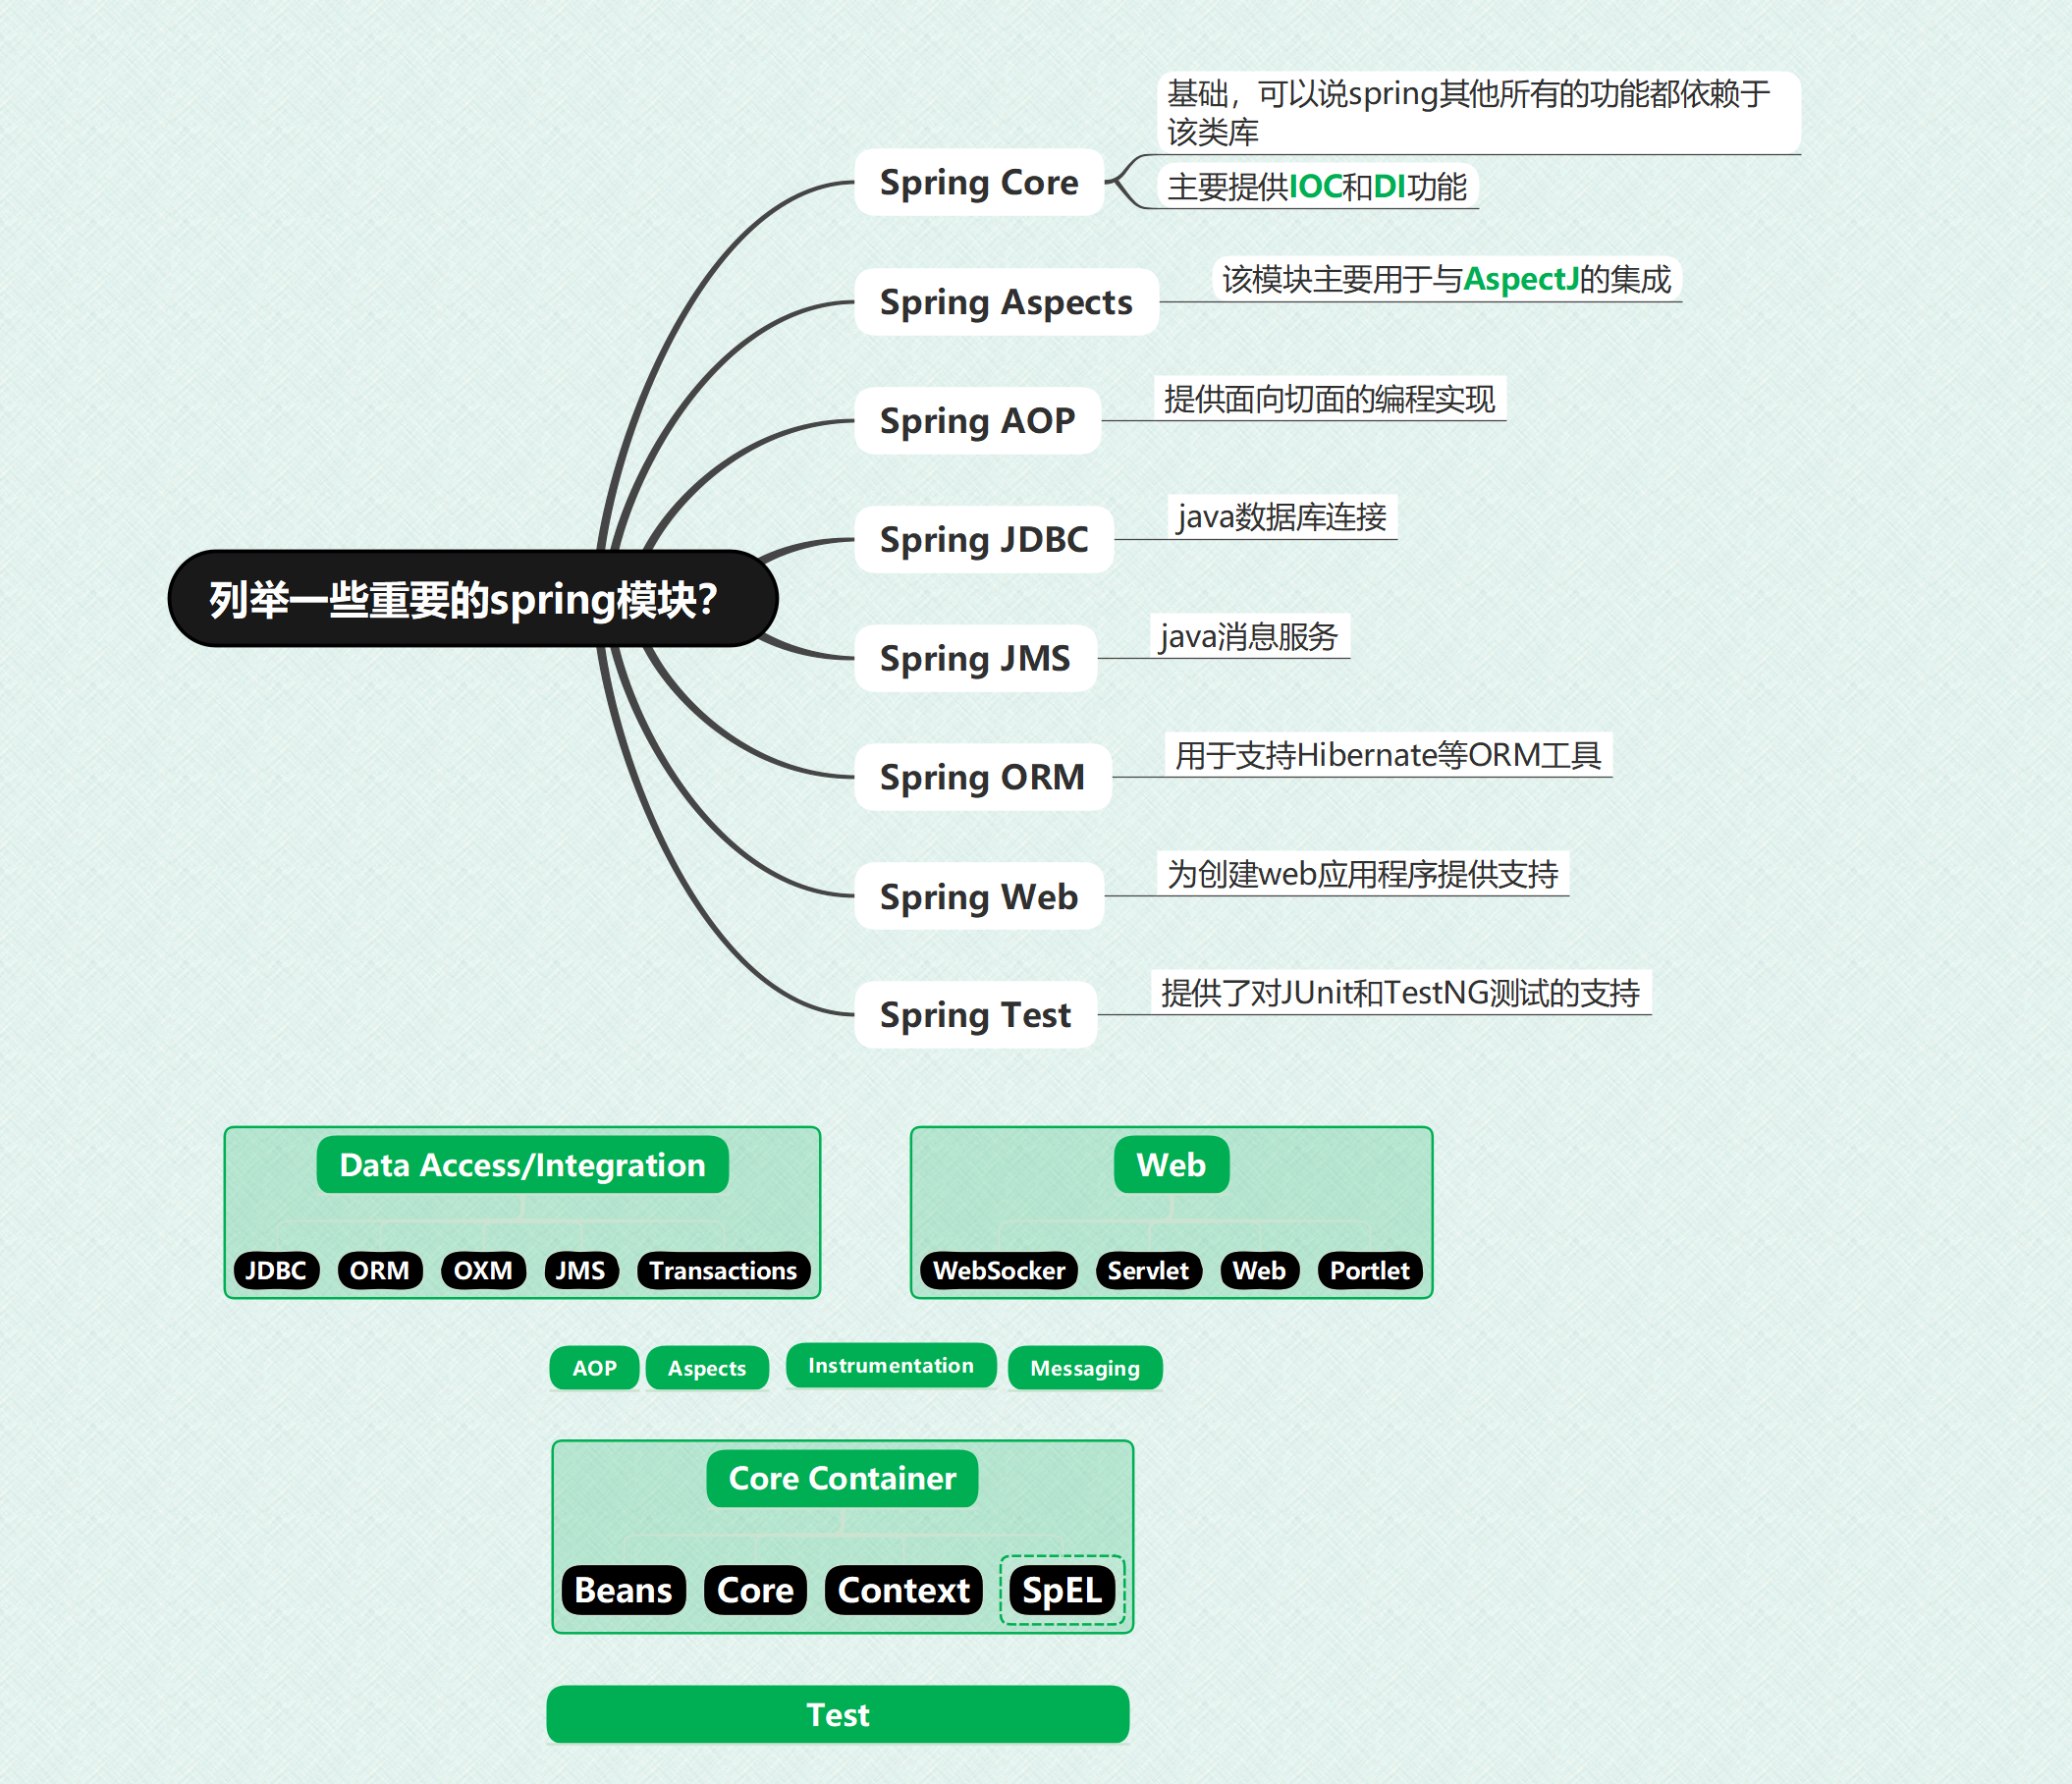 列举一些重要的spring模块？
Spring Core
基础，可以说spring其他所有的功能都依赖于
该类库
主要提供IOC和DI功能
Spring Aspects
该模块主要用于与AspectJ的集成
Spring AOP
提供面向切面的编程实现
Spring JDBC
java数据库连接
Spring JMS
java消息服务
Spring ORM
用于支持Hibernate等ORM工具
Spring Web
为创建web应用程序提供支持
Spring Test
提供了对JUnit和TestNG测试的支持
Data Access/Integration
JDBC
ORM
OXM
JMS
Transactions
Web
WebSocker
Servlet
Web
Portlet
AOP
Aspects
Instrumentation
Messaging
Core Container
Beans
Core
Context
SpEL
Test